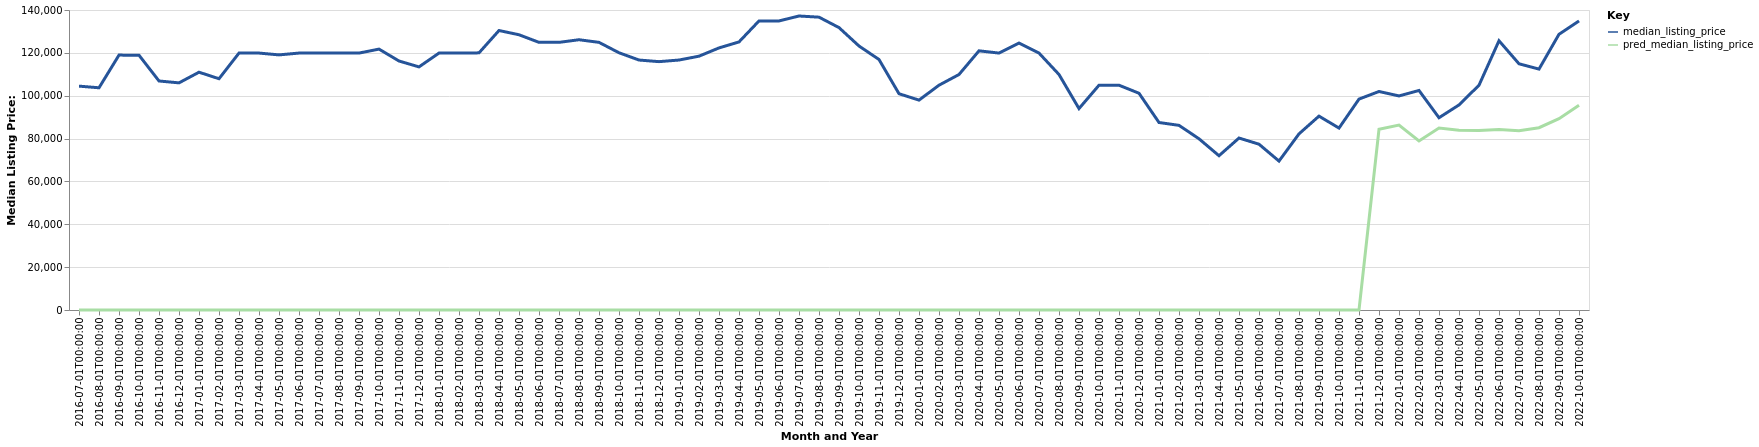 140,000
120,000
100,000
80,000
60,000
40,000
20,000
0
Median Listing Price:
2016-07-01T00:00:00
2016-08-01T00:00:00
2016-09-01T00:00:00
2016-10-01T00:00:00
2016-11-01T00:00:00
2016-12-01T00:00:00
2017-01-01T00:00:00
2017-02-01T00:00:00
2017-03-01T00:00:00
2017-04-01T00:00:00
2017-05-01T00:00:00
2017-06-01T00:00:00
2017-07-01T00:00:00
2017-08-01T00:00:00
2017-09-01T00:00:00
2017-10-01T00:00:00
2017-11-01T00:00:00
2017-12-01T00:00:00
2018-01-01T00:00:00
2018-02-01T00:00:00
2018-03-01T00:00:00
2018-04-01T00:00:00
2018-05-01T00:00:00
2018-06-01T00:00:00
2018-07-01T00:00:00
2018-08-01T00:00:00
2018-09-01T00:00:00
2018-10-01T00:00:00
2018-11-01T00:00:00
2018-12-01T00:00:00
2019-01-01T00:00:00
2019-02-01T00:00:00
2019-03-01T00:00:00
2019-04-01T00:00:00
2019-05-01T00:00:00
2019-06-01T00:00:00
2019-07-01T00:00:00
2019-08-01T00:00:00
2019-09-01T00:00:00
2019-10-01T00:00:00
2019-11-01T00:00:00
2019-12-01T00:00:00
2020-01-01T00:00:00
2020-02-01T00:00:00
2020-03-01T00:00:00
2020-04-01T00:00:00
2020-05-01T00:00:00
2020-06-01T00:00:00
2020-07-01T00:00:00
2020-08-01T00:00:00
2020-09-01T00:00:00
2020-10-01T00:00:00
2020-11-01T00:00:00
2020-12-01T00:00:00
2021-01-01T00:00:00
2021-02-01T00:00:00
2021-03-01T00:00:00
2021-04-01T00:00:00
2021-05-01T00:00:00
2021-06-01T00:00:00
2021-07-01T00:00:00
2021-08-01T00:00:00
2021-09-01T00:00:00
2021-10-01T00:00:00
2021-11-01T00:00:00
2021-12-01T00:00:00
2022-01-01T00:00:00
2022-02-01T00:00:00
2022-03-01T00:00:00
2022-04-01T00:00:00
2022-05-01T00:00:00
2022-06-01T00:00:00
2022-07-01T00:00:00
2022-08-01T00:00:00
2022-09-01T00:00:00
2022-10-01T00:00:00
Month and Year
Key
median_listing_price
pred_median_listing_price